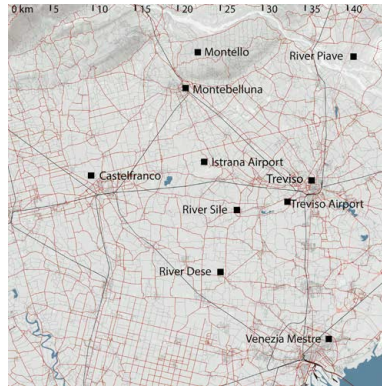 0 km 5 10 15 20 25 30 35 40
Montello
River Piave
Montebelluna
Istrana Airport
Castelfranco
Treviso
Treviso Airport
River Sile
River Dese
Venezia Mestre